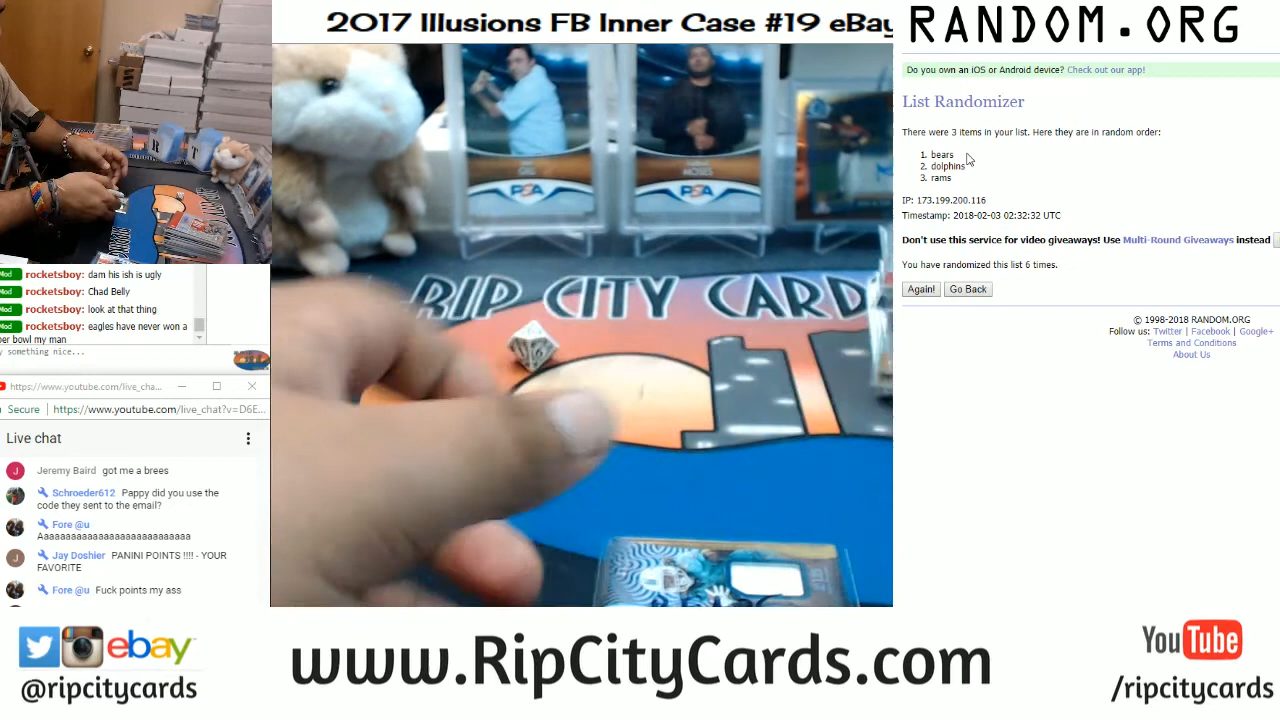 2017 Illusions FB Inner Case #19 eBay
RANDOM.ORG
Do you own an iOS or Android device? Check out our app!
List Randomizer
There were 3 items in your list. Here they are in random order:
1. bears
2. dolphins
3. rams
IP: 173.199.200.116
Timestamp: 2018-02-03 02:32:32 UTC
Don't use this service for video giveaways! Use Multi-Round Giveaways instead
You have randomized this list 6 times.
Again! Go Back
© 1998-2018 RANDOM.ORG
Follow us: Twitter | Facebook | Google+
Terms and Conditions
About Us
PSA
PSA
RIP CITY CARD
Mod rocketsboy: dam his ish is ugly
Mod rocketsboy: Chad Belly
Mod rocketsboy: look at that thing
Mod rocketsboy: eagles have never won a
per bowl my man
y something nice...
https://www.youtube.com/live_cha...
Secure https://www.youtube.com/live_chat?v=D6E...
Live chat
J Jeremy Baird got me a brees
Schroeder612 Pappy did you use the
code they sent to the email?
Fore @u
Aaaaaaaaaaaaaaaaaaaaaaaaaaa
J Jay Doshier PANINI POINTS !!!! - YOUR
FAVORITE
Fore @u Fuck points my ass
ebay
@ripcitycards
www.RipCityCards.com
YouTube
/ripcitycards